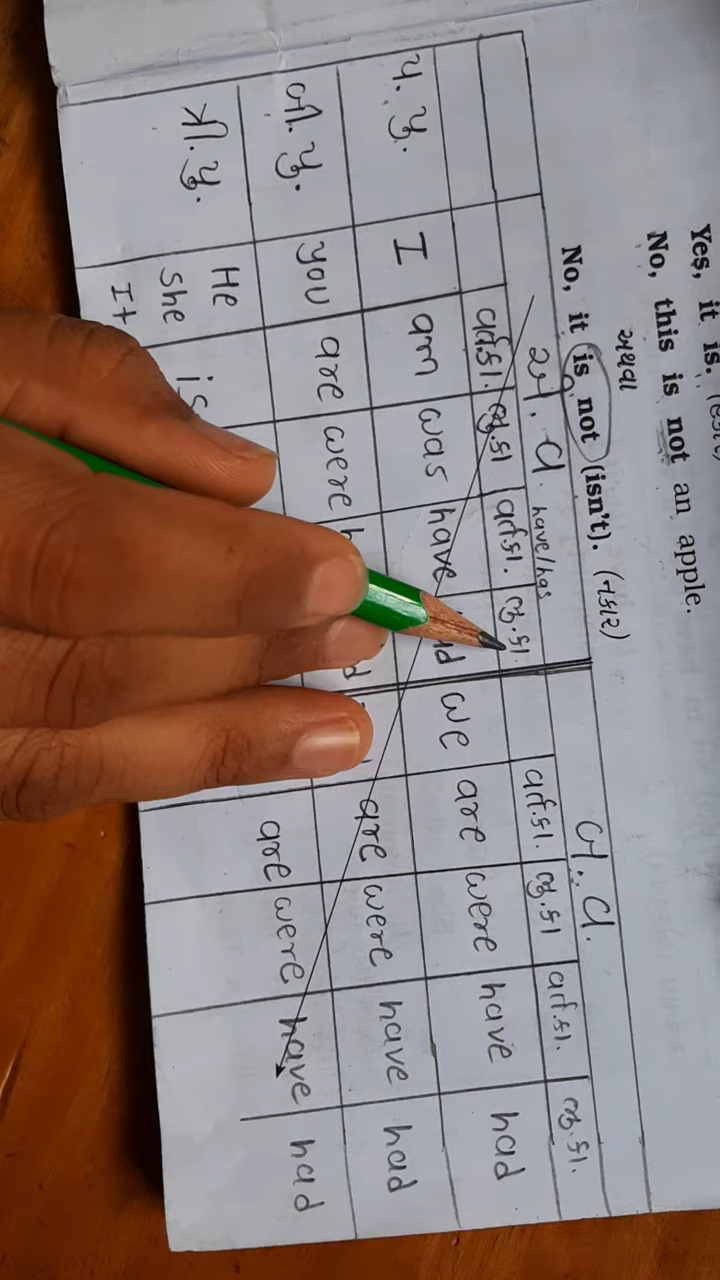 Yes, it is.
No, this is not an apple.
અથવા
No, it is not (isn't). (નકાર)
એ. વ. have/has બ. વ.
વર્ત.કા. ભૂ.કા વર્ત.કા. ભૂ.કા. વર્ત.કા. ભૂ.કા વર્ત.કા. ભૂ.કા.
પ. પુ. I am was have we are were have had
બી. પુ. you are were are were have had
ત્રી. પુ. He is are were have had
she
It